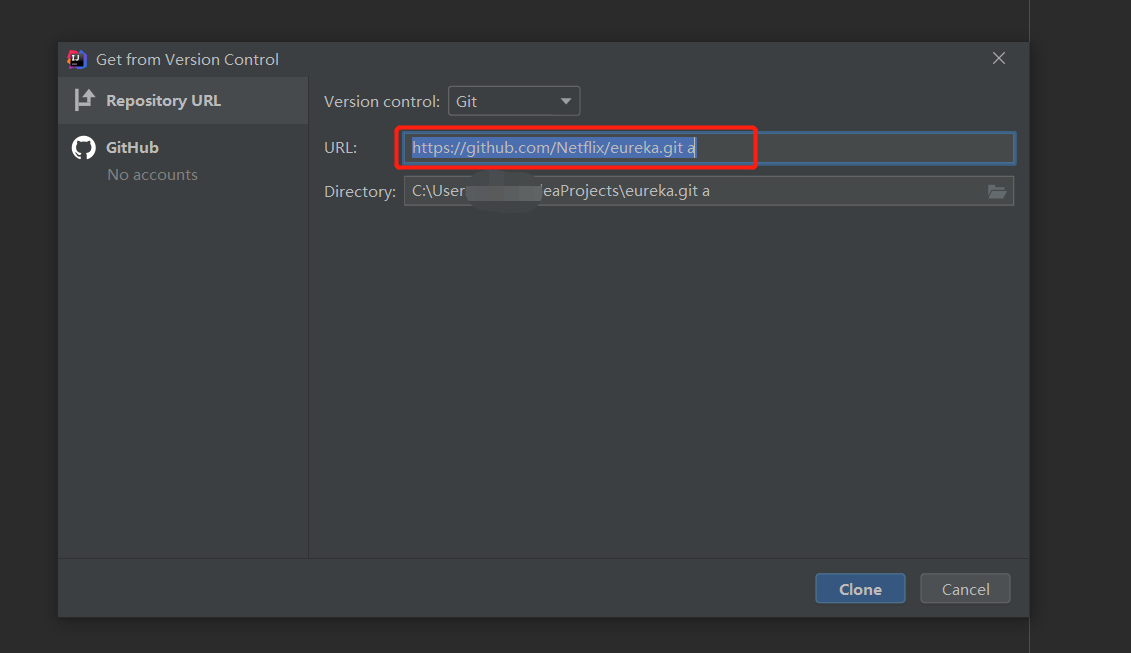 Get from Version Control
Repository URL
GitHub
No accounts
Version control: Git
URL: https://github.com/Netflix/eureka.git a
Directory: C:\User eaProjects\eureka.git a
Clone Cancel